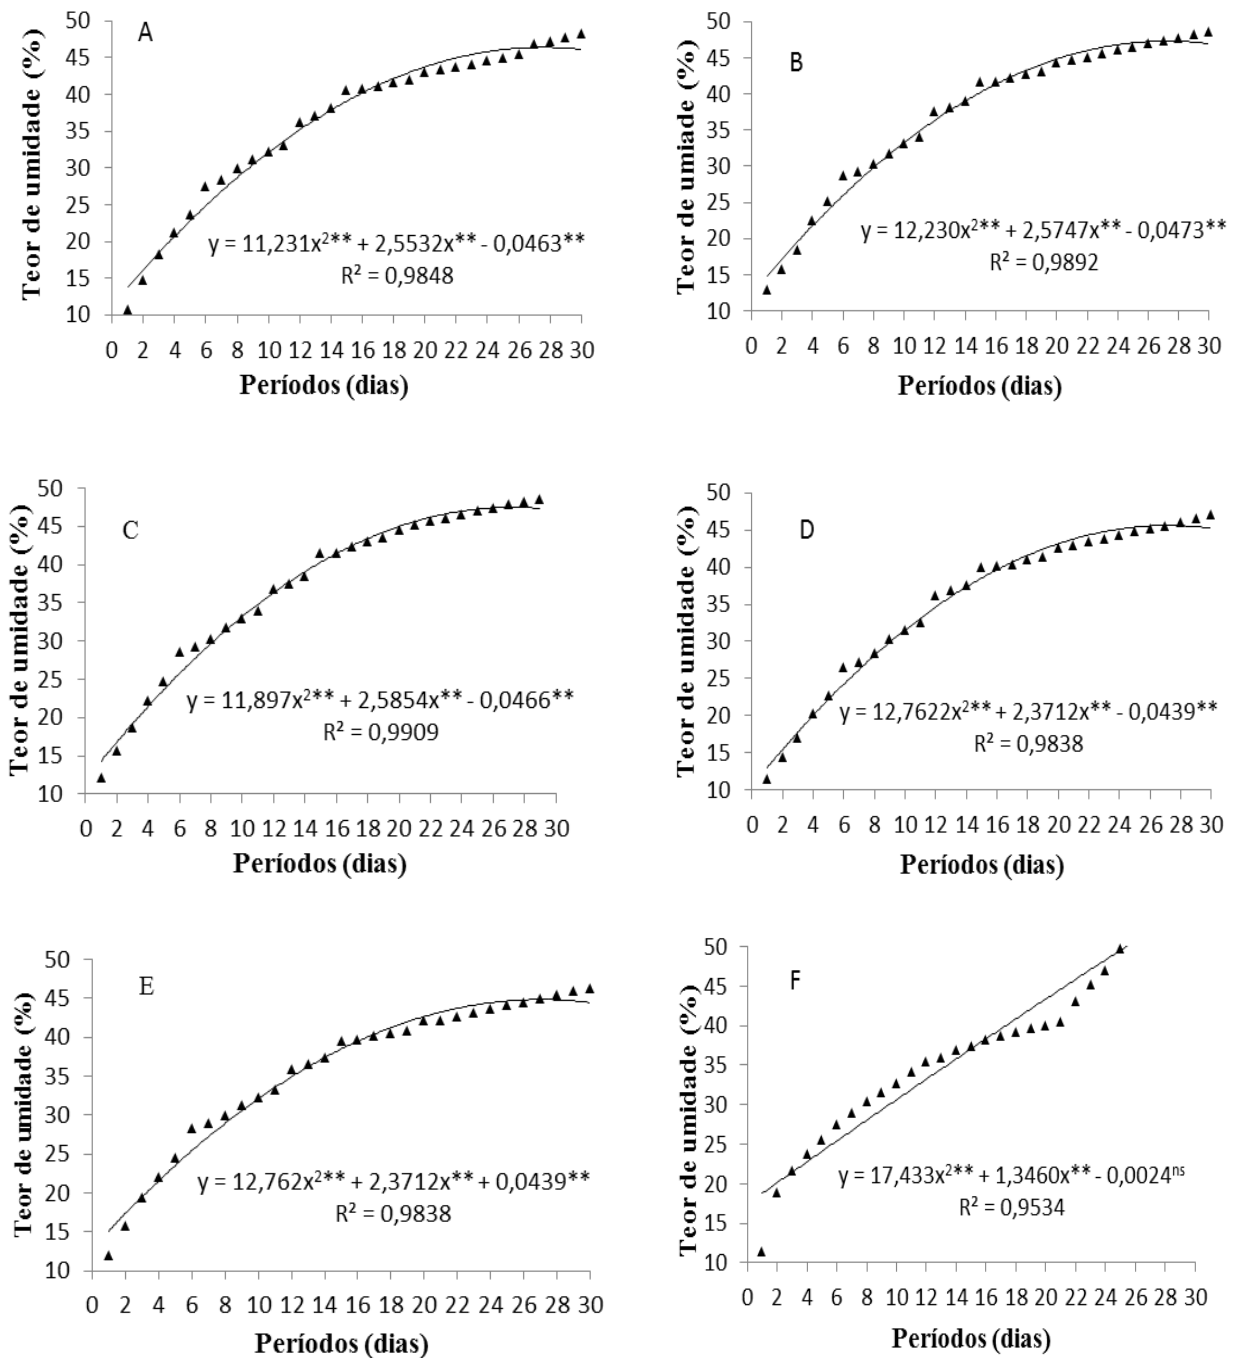 A
Teor de umidade (%)
50
45
40
35
30
25
20
15
10
y = 11,231x²** + 2,5532x** - 0,0463**
R² = 0,9848
0 2 4 6 8 10 12 14 16 18 20 22 24 26 28 30
Períodos (dias)
B
Teor de umiade (%)
50
45
40
35
30
25
20
15
10
y = 12,230x²** + 2,5747x** - 0,0473**
R² = 0,9892
0 2 4 6 8 10 12 14 16 18 20 22 24 26 28 30
Períodos (dias)
C
Teor de umidade (%)
50
45
40
35
30
25
20
15
10
y = 11,897x²** + 2,5854x** - 0,0466**
R² = 0,9909
0 2 4 6 8 10 12 14 16 18 20 22 24 26 28 30
Períodos (dias)
D
Teor de umidade (%)
50
45
40
35
30
25
20
15
10
y = 12,7622x²** + 2,3712x** - 0,0439**
R² = 0,9838
0 2 4 6 8 10 12 14 16 18 20 22 24 26 28 30
Períodos (dias)
E
Teor de umidade (%)
50
45
40
35
30
25
20
15
10
y = 12,762x²** + 2,3712x** + 0,0439**
R² = 0,9838
0 2 4 6 8 10 12 14 16 18 20 22 24 26 28 30
Períodos (dias)
F
Teor de umidade (%)
50
45
40
35
30
25
20
15
10
y = 17,433x²** + 1,3460x** - 0,0024ⁿˢ
R² = 0,9534
0 2 4 6 8 10 12 14 16 18 20 22 24 26 28 30
Períodos (dias)